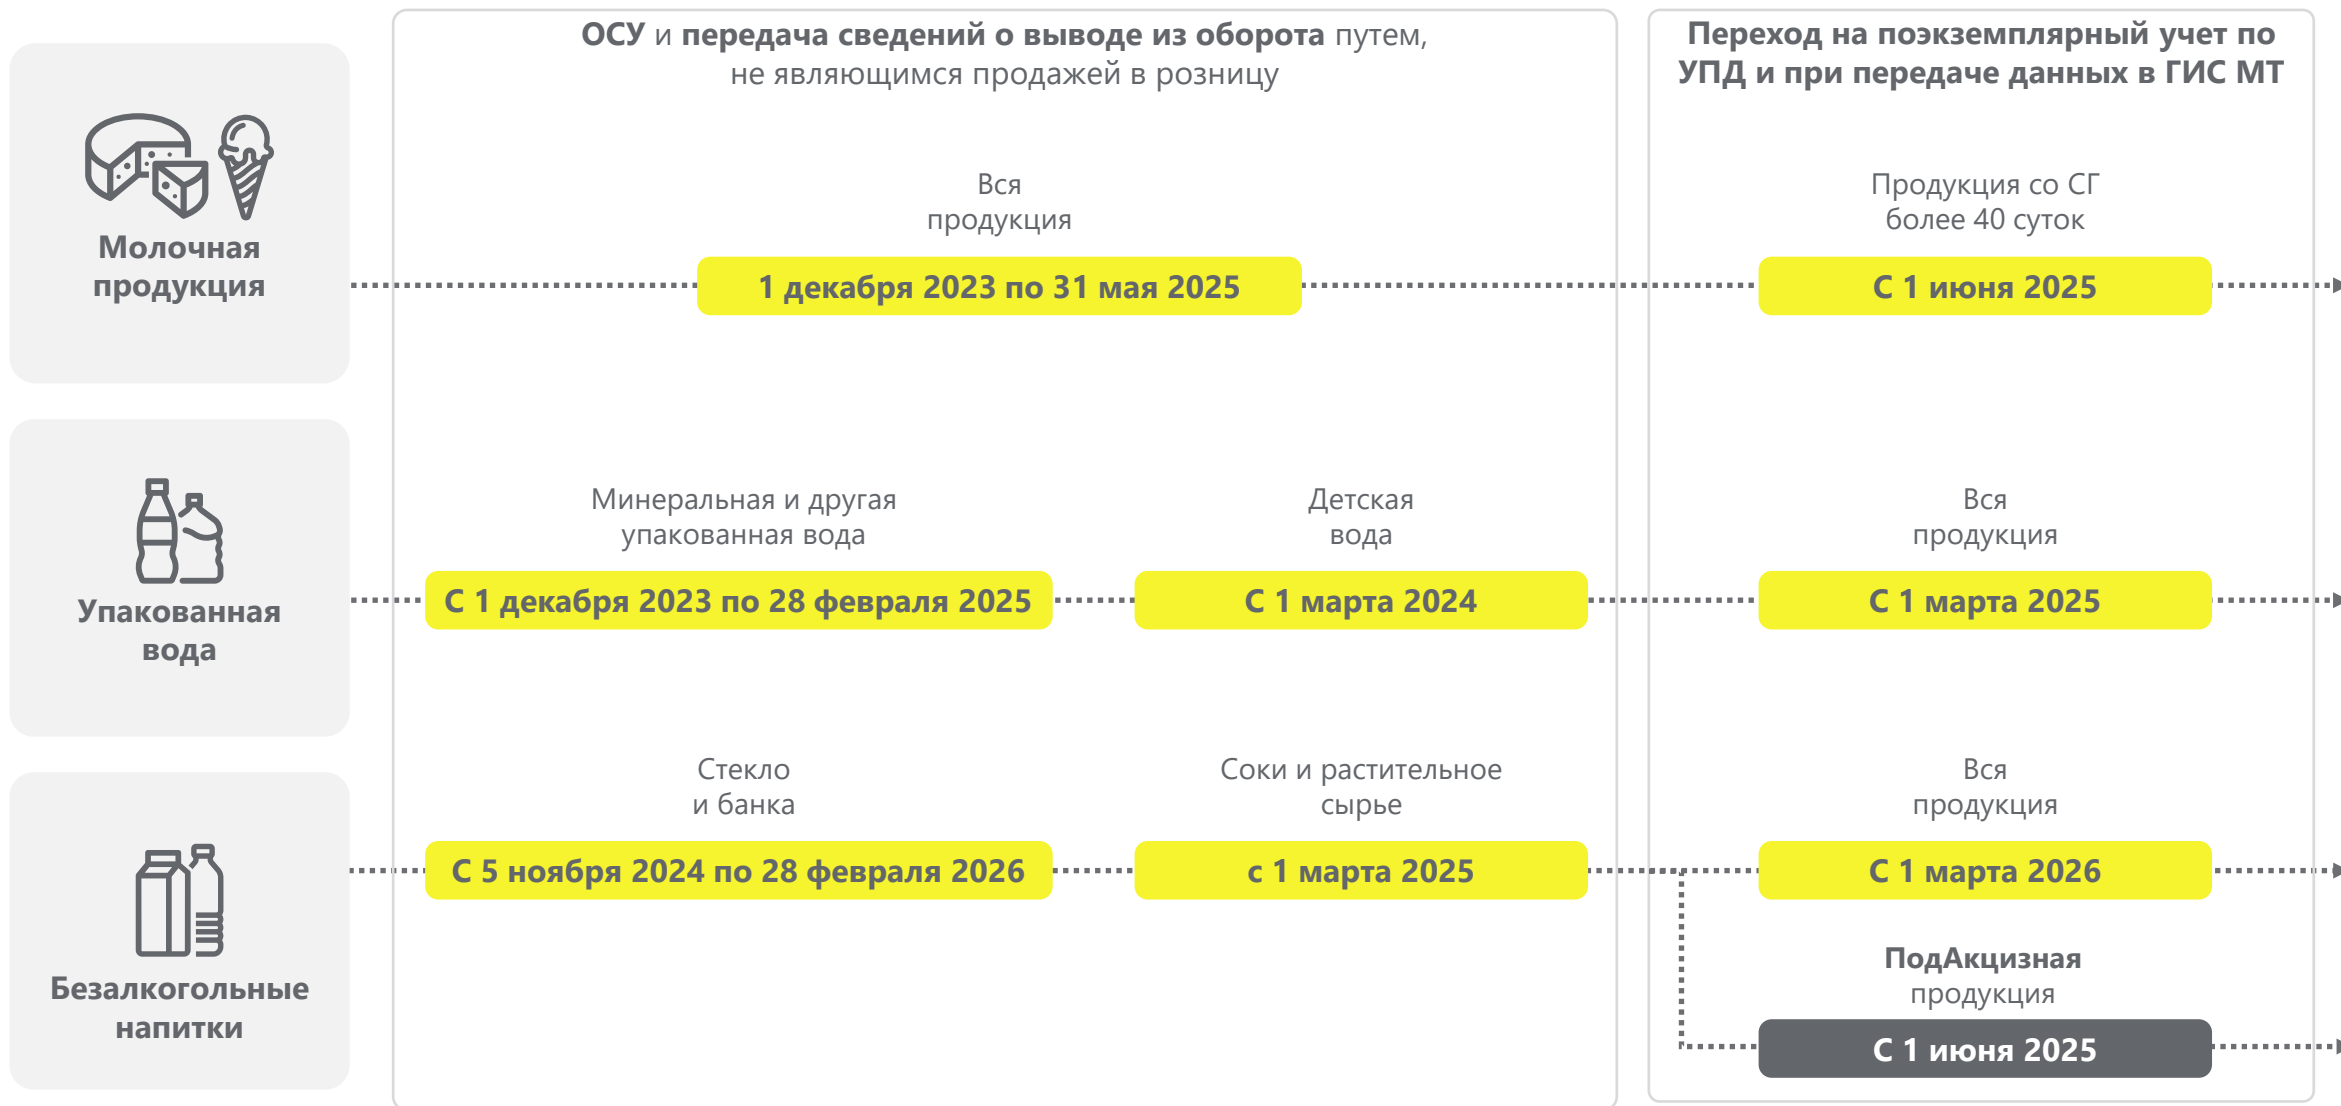 ОСУ и передача сведений о выводе из оборота путем,
не являющимся продажей в розницу
Переход на поэкземплярный учет по
УПД и при передаче данных в ГИС МТ
Молочная
продукция
Вся
продукция
1 декабря 2023 по 31 мая 2025
Продукция со СГ
более 40 суток
С 1 июня 2025
Упакованная
вода
Минеральная и другая
упакованная вода
С 1 декабря 2023 по 28 февраля 2025
Детская
вода
С 1 марта 2024
Вся
продукция
С 1 марта 2025
Безалкогольные
напитки
Стекло
и банка
С 5 ноября 2024 по 28 февраля 2026
Соки и растительное
сырье
с 1 марта 2025
Вся
продукция
С 1 марта 2026
ПодАкцизная
продукция
С 1 июня 2025